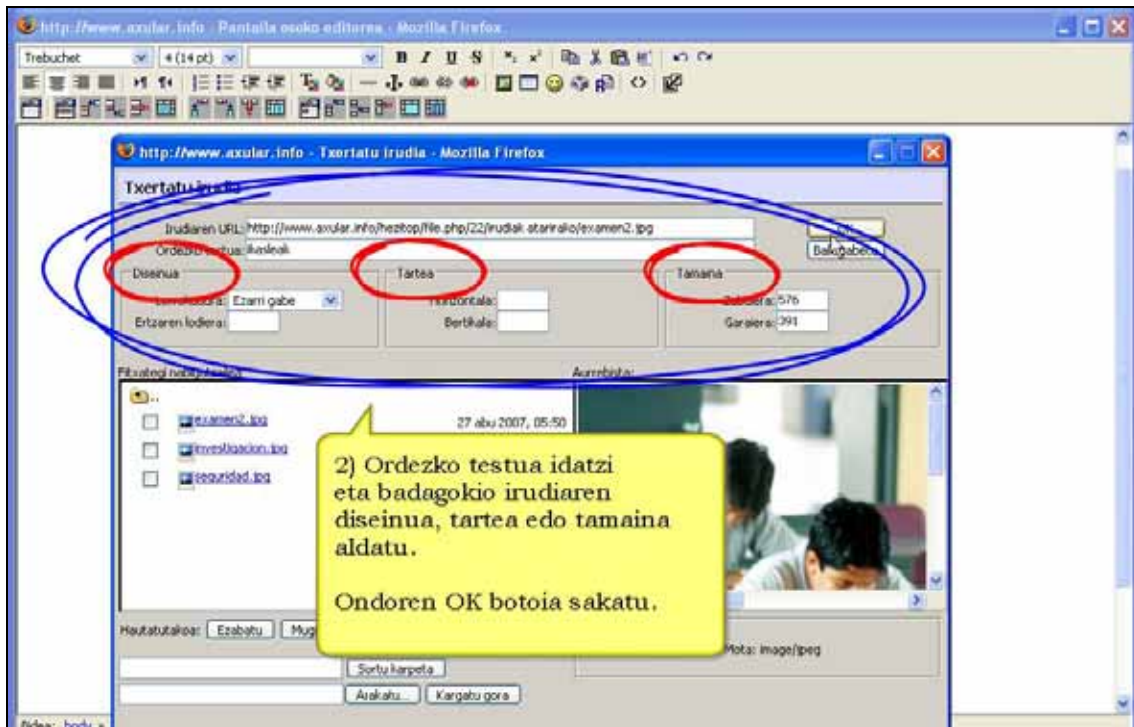 http://www.axular.info - Pantaila osoko editorea - Mozilla Firefox
Trebuchet 4 (14 pt) B I U S
http://www.axular.info - Txertatu irudia - Mozilla Firefox
Txertatu irudia
Irudiaren URL: http://www.axular.info/hezitop/file.php/22/irudiak atarirako/examen2.jpg OK
Ordezko testua: ikasleak Baliogabetu
Diseinua Tartea Tamaina
Ezarri gabe Horizontala: Zabalera: 576
Ertzaren lodiera: Bertikala: Garaiera: 391
Fitxategi Aurrebista:
..
examen2.jpg 27 abu 2007, 05:50
investigacion.jpg
seguridad.jpg
2) Ordezko testua idatzi
eta badagokio irudiaren
diseinua, tartea edo tamaina
aldatu.
Ondoren OK botoia sakatu.
Hautatutakoa: Ezabatu Mug
Mota: image/jpeg
Sortu karpeta
Arakatu... Kargatu gora
Bidea: body »